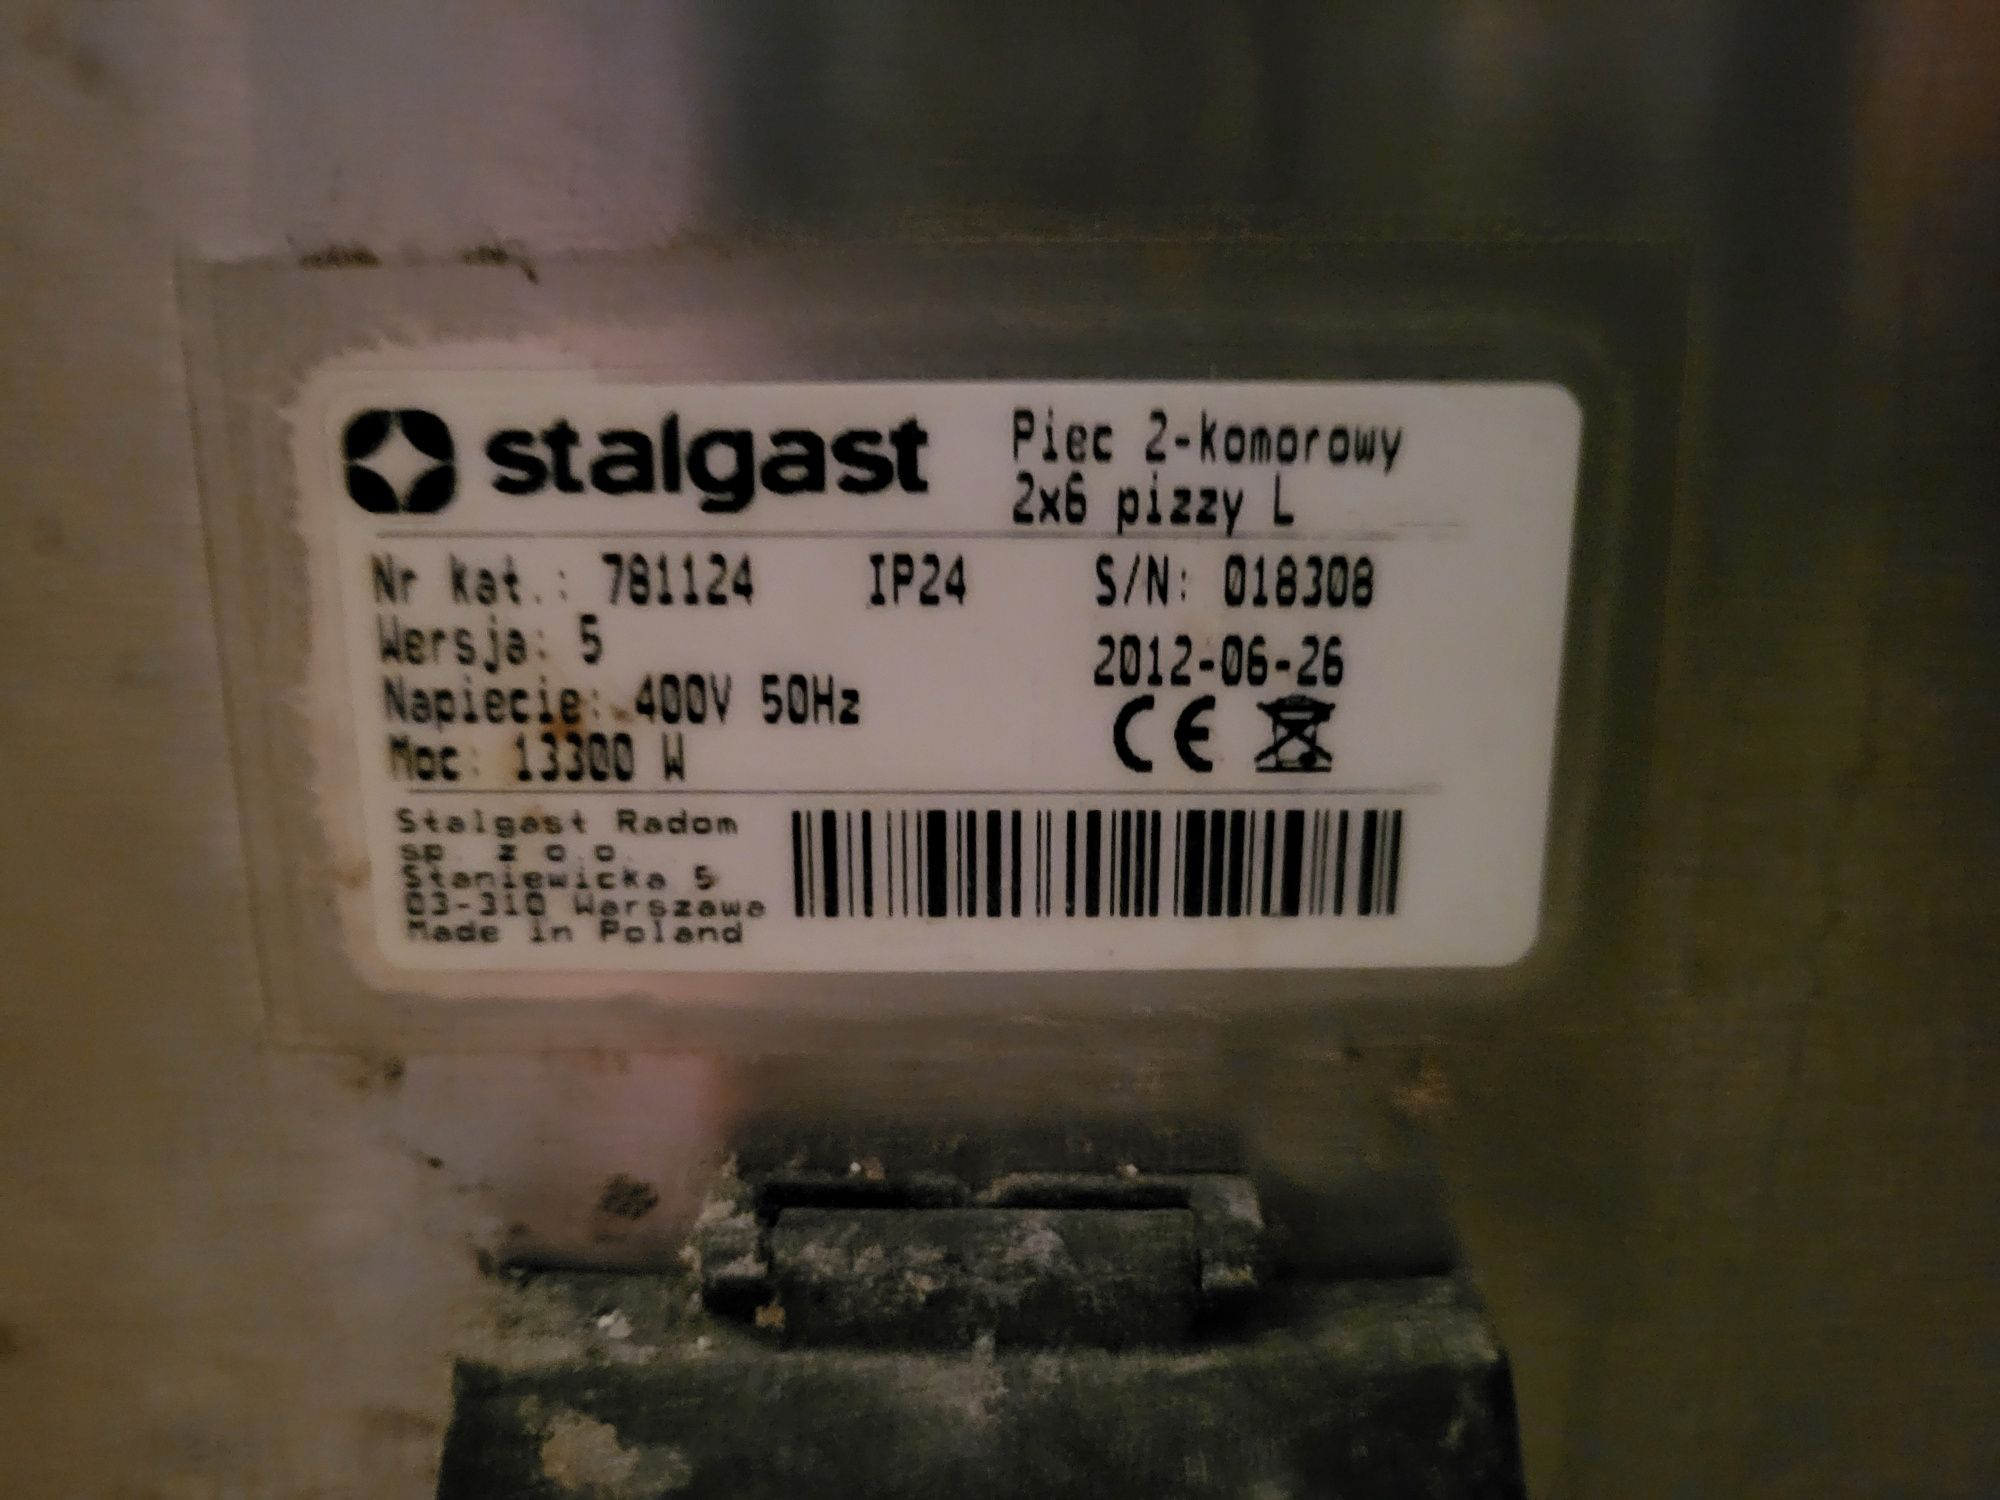 stalgast
Piec 2-komorowy
2x6 pizzy L
Nr kat.: 781124 IP24 S/N: 018308
Wersja: 5
2012-06-26
Napiecie: 400V 50Hz
Moc: 13300 W
CE
Stalgast Radom
sp. z o.o.
Staniewicka 5
03-310 Warszawa
Made in Poland